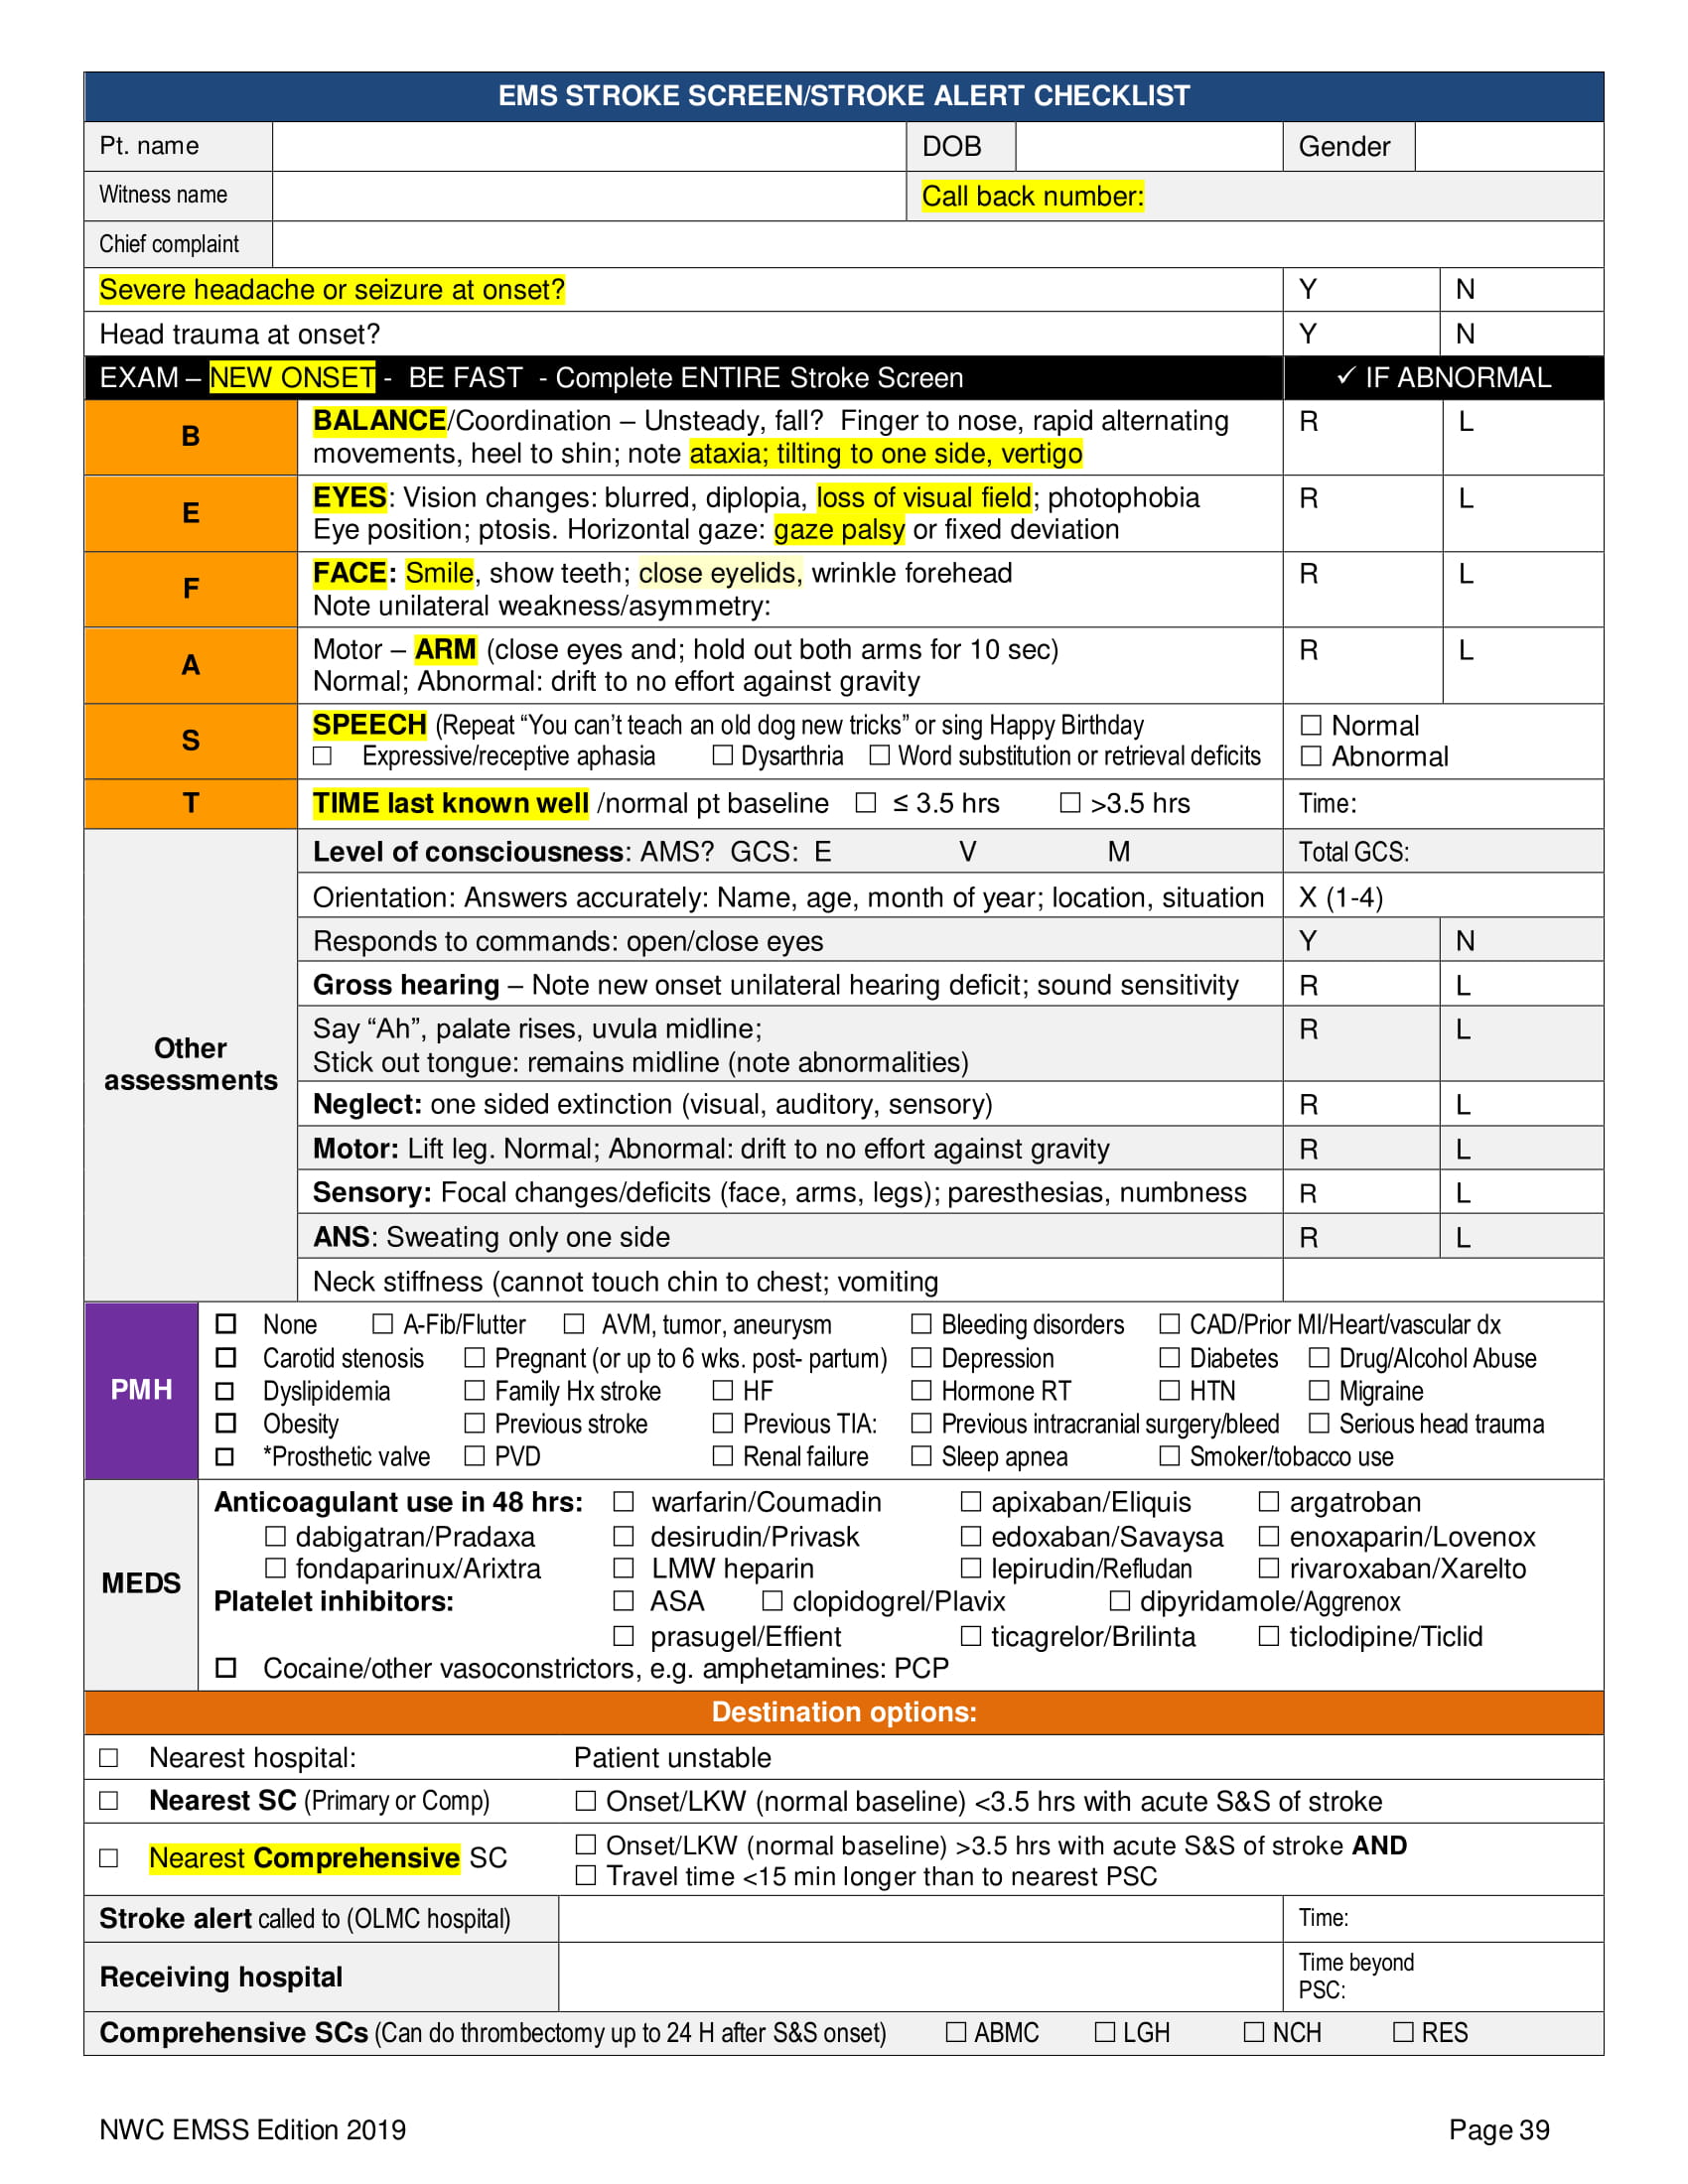 EMS STROKE SCREEN/STROKE ALERT CHECKLIST
Pt. name DOB Gender
Witness name Call back number:
Chief complaint
Severe headache or seizure at onset? Y N
Head trauma at onset? Y N
EXAM – NEW ONSET - BE FAST - Complete ENTIRE Stroke Screen ✓ IF ABNORMAL
B BALANCE/Coordination – Unsteady, fall? Finger to nose, rapid alternating R L
movements, heel to shin; note ataxia; tilting to one side, vertigo
E EYES: Vision changes: blurred, diplopia, loss of visual field; photophobia R L
Eye position; ptosis. Horizontal gaze: gaze palsy or fixed deviation
F FACE: Smile, show teeth; close eyelids, wrinkle forehead R L
Note unilateral weakness/asymmetry:
A Motor – ARM (close eyes and; hold out both arms for 10 sec) R L
Normal; Abnormal: drift to no effort against gravity
S SPEECH (Repeat “You can’t teach an old dog new tricks” or sing Happy Birthday ☐ Normal
☐ Expressive/receptive aphasia ☐ Dysarthria ☐ Word substitution or retrieval deficits ☐ Abnormal
T TIME last known well /normal pt baseline ☐ ≤ 3.5 hrs ☐ >3.5 hrs Time:
Other assessments
Level of consciousness: AMS? GCS: E V M Total GCS:
Orientation: Answers accurately: Name, age, month of year; location, situation X (1-4)
Responds to commands: open/close eyes Y N
Gross hearing – Note new onset unilateral hearing deficit; sound sensitivity R L
Say “Ah”, palate rises, uvula midline; R L
Stick out tongue: remains midline (note abnormalities)
Neglect: one sided extinction (visual, auditory, sensory) R L
Motor: Lift leg. Normal; Abnormal: drift to no effort against gravity R L
Sensory: Focal changes/deficits (face, arms, legs); paresthesias, numbness R L
ANS: Sweating only one side R L
Neck stiffness (cannot touch chin to chest; vomiting
PMH
☐ None ☐ A-Fib/Flutter ☐ AVM, tumor, aneurysm ☐ Bleeding disorders ☐ CAD/Prior MI/Heart/vascular dx
☐ Carotid stenosis ☐ Pregnant (or up to 6 wks. post- partum) ☐ Depression ☐ Diabetes ☐ Drug/Alcohol Abuse
☐ Dyslipidemia ☐ Family Hx stroke ☐ HF ☐ Hormone RT ☐ HTN ☐ Migraine
☐ Obesity ☐ Previous stroke ☐ Previous TIA: ☐ Previous intracranial surgery/bleed ☐ Serious head trauma
☐ *Prosthetic valve ☐ PVD ☐ Renal failure ☐ Sleep apnea ☐ Smoker/tobacco use
MEDS
Anticoagulant use in 48 hrs: ☐ warfarin/Coumadin ☐ apixaban/Eliquis ☐ argatroban
☐ dabigatran/Pradaxa ☐ desirudin/Privask ☐ edoxaban/Savaysa ☐ enoxaparin/Lovenox
☐ fondaparinux/Arixtra ☐ LMW heparin ☐ lepirudin/Refludan ☐ rivaroxaban/Xarelto
Platelet inhibitors: ☐ ASA ☐ clopidogrel/Plavix ☐ dipyridamole/Aggrenox
☐ prasugel/Effient ☐ ticagrelor/Brilinta ☐ ticlodipine/Ticlid
☐ Cocaine/other vasoconstrictors, e.g. amphetamines: PCP
Destination options:
☐ Nearest hospital: Patient unstable
☐ Nearest SC (Primary or Comp) ☐ Onset/LKW (normal baseline) <3.5 hrs with acute S&S of stroke
☐ Nearest Comprehensive SC ☐ Onset/LKW (normal baseline) >3.5 hrs with acute S&S of stroke AND
☐ Travel time <15 min longer than to nearest PSC
Stroke alert called to (OLMC hospital) Time:
Receiving hospital Time beyond PSC:
Comprehensive SCs (Can do thrombectomy up to 24 H after S&S onset) ☐ ABMC ☐ LGH ☐ NCH ☐ RES
NWC EMSS Edition 2019 Page 39